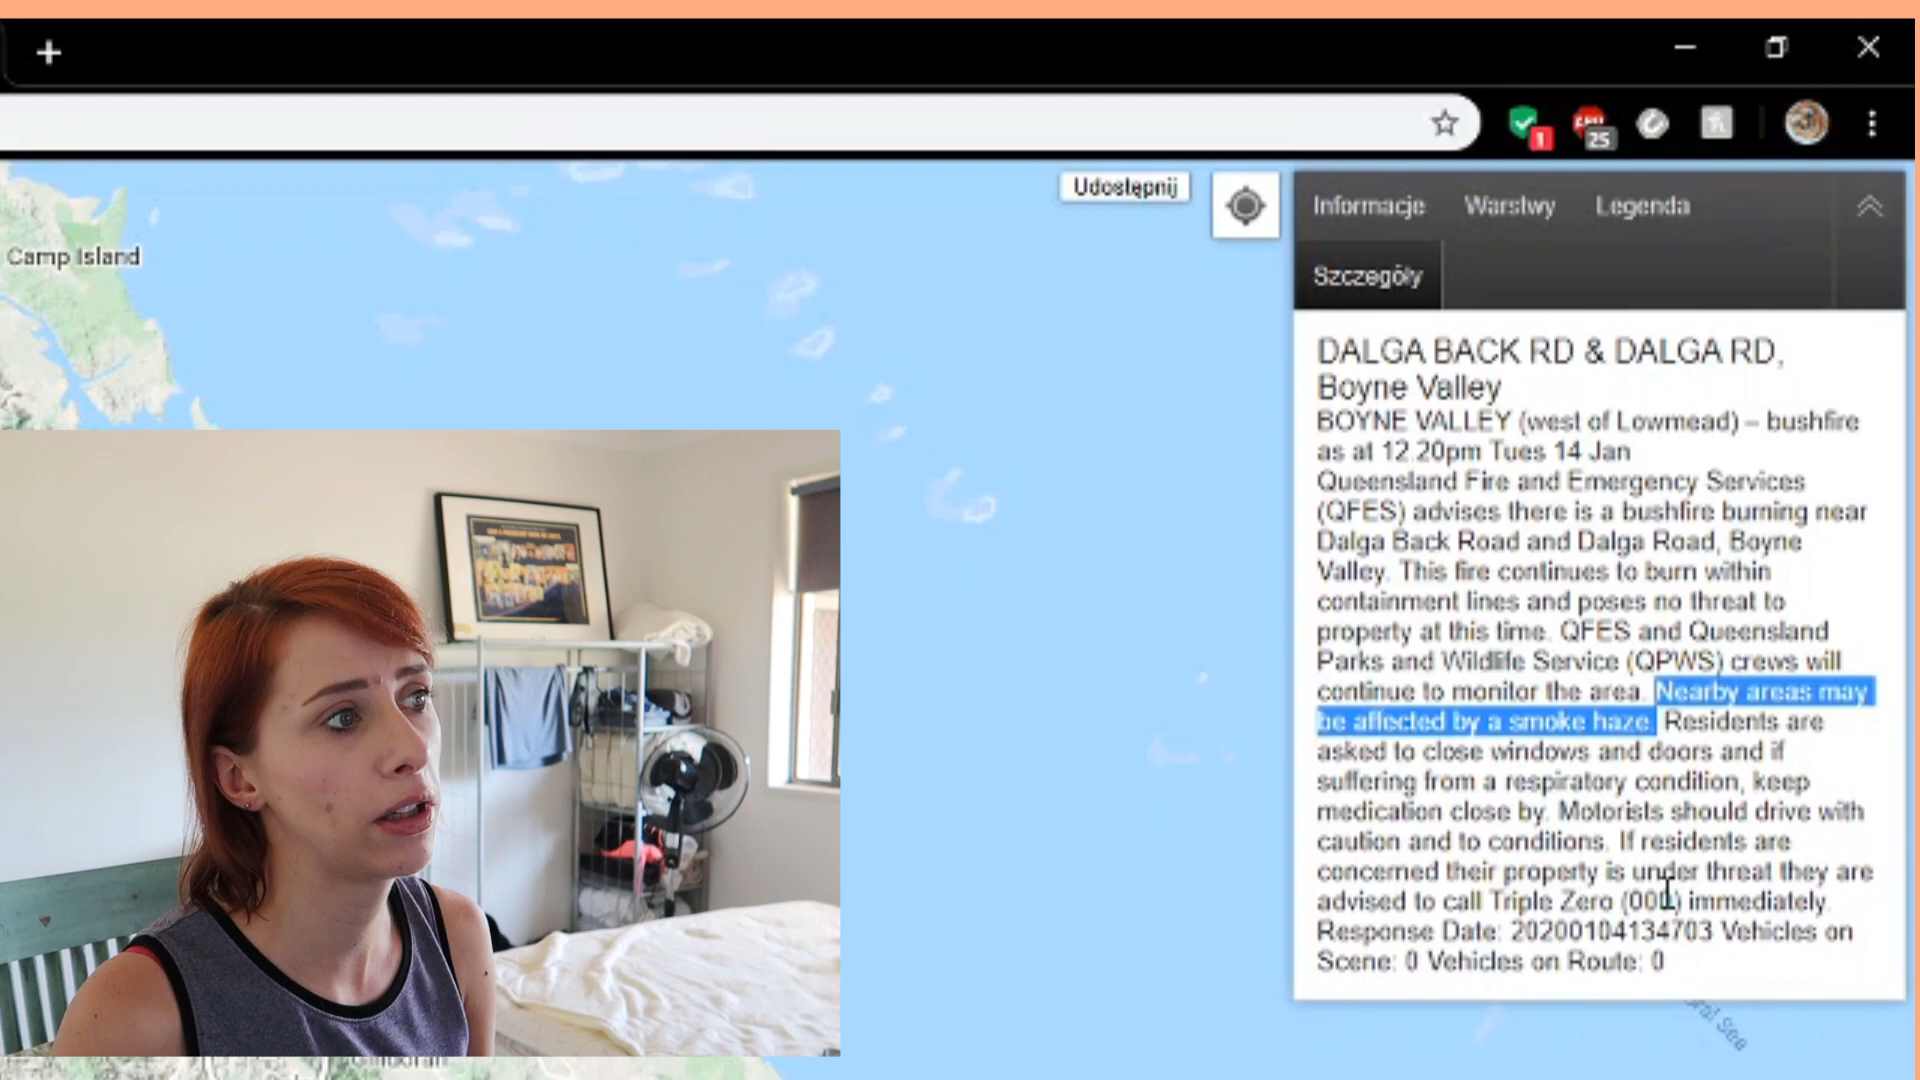 1
25
Udostępnij
Informacje Warstwy Legenda
Szczegóły
Camp Island
DALGA BACK RD & DALGA RD,
Boyne Valley
BOYNE VALLEY (west of Lowmead) – bushfire
as at 12.20pm Tues 14 Jan
Queensland Fire and Emergency Services
(QFES) advises there is a bushfire burning near
Dalga Back Road and Dalga Road, Boyne
Valley. This fire continues to burn within
containment lines and poses no threat to
property at this time. QFES and Queensland
Parks and Wildlife Service (QPWS) crews will
continue to monitor the area. Nearby areas may
be affected by a smoke haze. Residents are
asked to close windows and doors and if
suffering from a respiratory condition, keep
medication close by. Motorists should drive with
caution and to conditions. If residents are
concerned their property is under threat they are
advised to call Triple Zero (000) immediately.
Response Date: 20200104134703 Vehicles on
Scene: 0 Vehicles on Route: 0